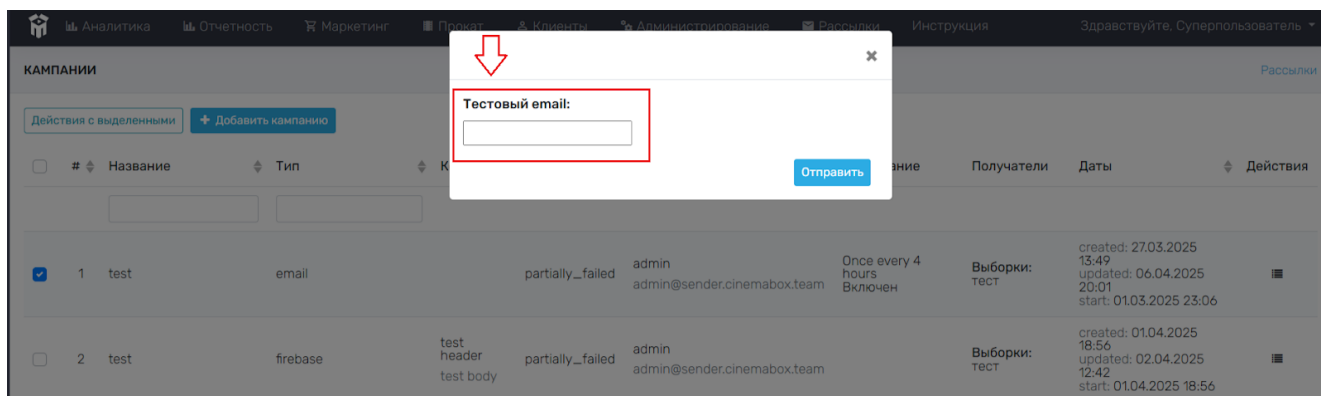 Аналитика Отчетность Маркетинг Прокат Клиенты Администрирование Рассылки Инструкция Здравствуйте, Суперпользователь
КАМПАНИИ
Рассылки
Тестовый email:
Действия с выделенными + Добавить кампанию
Отправить
# Название Тип К ание Получатели Даты Действия
1 test email partially_failed
admin
admin@sender.cinemabox.team
Once every 4
hours
Включен
Выборки:
тест
created: 27.03.2025
13:49
updated: 06.04.2025
20:01
start: 01.03.2025 23:06
2 test firebase
test
header
test body
partially_failed
admin
admin@sender.cinemabox.team
Выборки:
тест
created: 01.04.2025
18:56
updated: 02.04.2025
12:42
start: 01.04.2025 18:56